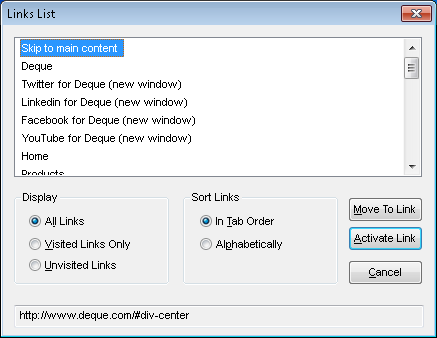 Links List
Skip to main content
Deque
Twitter for Deque (new window)
Linkedin for Deque (new window)
Facebook for Deque (new window)
YouTube for Deque (new window)
Home
Products
Display
All Links
Visited Links Only
Unvisited Links
Sort Links
In Tab Order
Alphabetically
Move To Link
Activate Link
Cancel
http://www.deque.com/#div-center